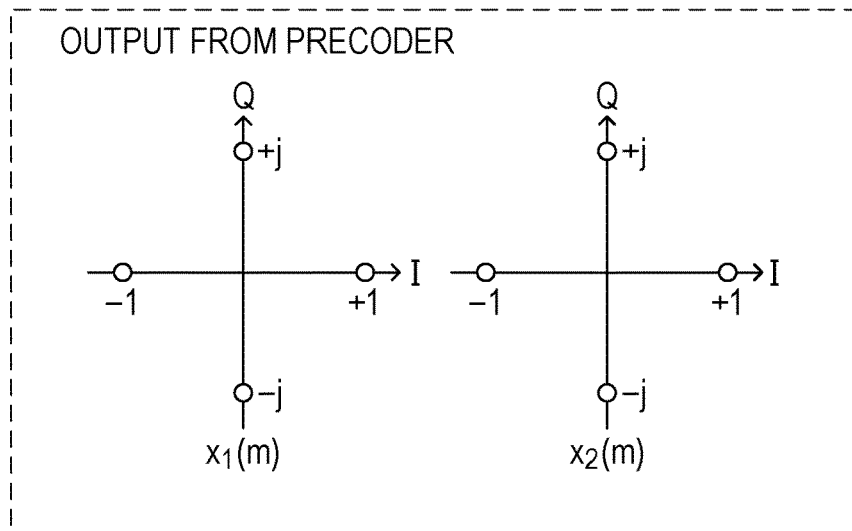 OUTPUT FROM PRECODER
Q Q
+j +j
I I
−1 +1 −1 +1
−j −j
x₁(m) x₂(m)